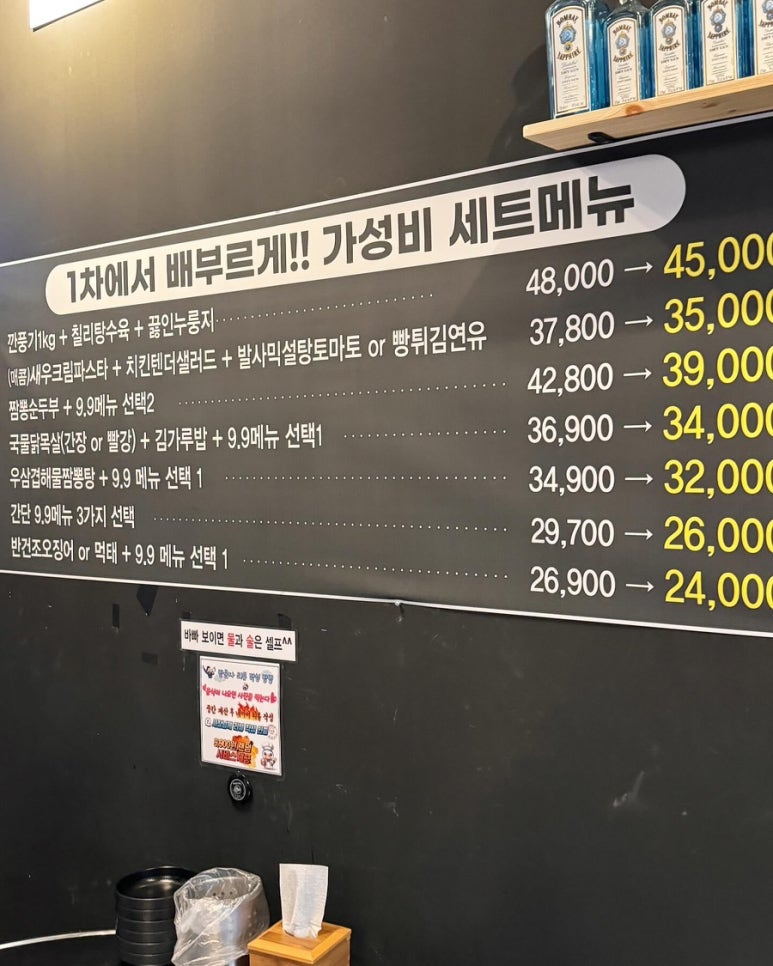 BOMBAY SAPPHIRE
BOMBAY SAPPHIRE
BOMBAY SAPPHIRE
BOMBAY SAPPHIRE
1차에서 배부르게!! 가성비 세트메뉴
깐풍기1kg + 칠리탕수육 + 끓인누룽지 48,000 → 45,000
(매콤)새우크림파스타 + 치킨텐더샐러드 + 발사믹설탕토마토 or 빵튀김연유 37,800 → 35,000
짬뽕순두부 + 9.9메뉴 선택2 42,800 → 39,000
국물닭목살(간장 or 빨강) + 김가루밥 + 9.9메뉴 선택1 36,900 → 34,000
우삼겹해물짬뽕탕 + 9.9 메뉴 선택 1 34,900 → 32,000
간단 9.9메뉴 3가지 선택 29,700 → 26,000
반건조오징어 or 먹태 + 9.9 메뉴 선택 1 26,900 → 24,000
바빠 보이면 물과 술은 셀프^^